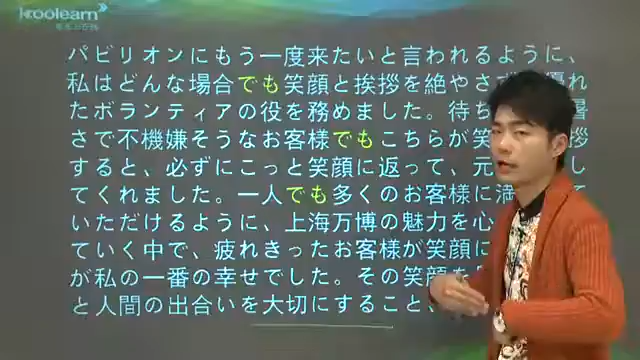 koolearn
パビリオンにもう一度来たいと言われるように、
私はどんな場合でも笑顔と挨拶を絶やさず
れ
たボランティアの役を務めました。待ち
暑
さで不機嫌そうなお客様でもこちらが笑
拶
すると、必ずにこっと笑顔に返って、元
し
てくれました。一人でも多くのお客様に満
て
いただけるように、上海万博の魅力を心
ていく中で、疲れきったお客様が笑顔に
が私の一番の幸せでした。その笑顔を
と人間の出合いを大切にすること、